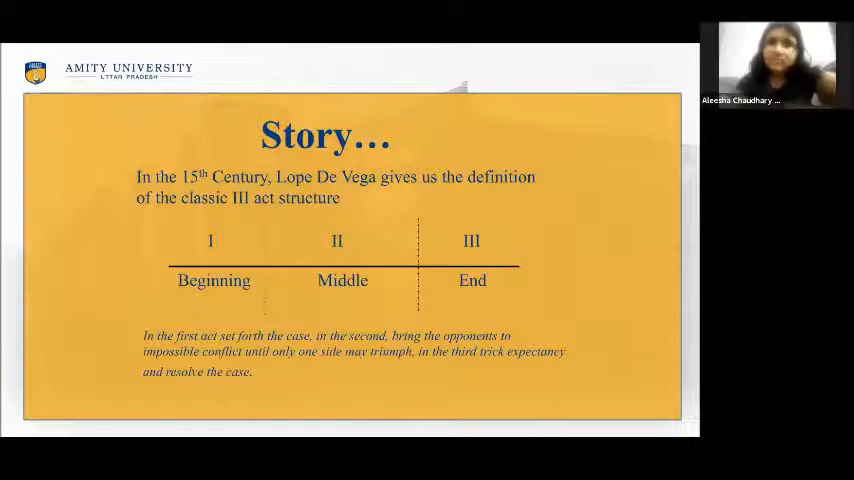 AMITY UNIVERSITY
UTTAR PRADESH
Aleesha Chaudhary ...
Story…
In the 15th Century, Lope De Vega gives us the definition
of the classic III act structure
I II III
Beginning Middle End
In the first act set forth the case, in the second, bring the opponents to
impossible conflict until only one side may triumph, in the third trick expectancy
and resolve the case.